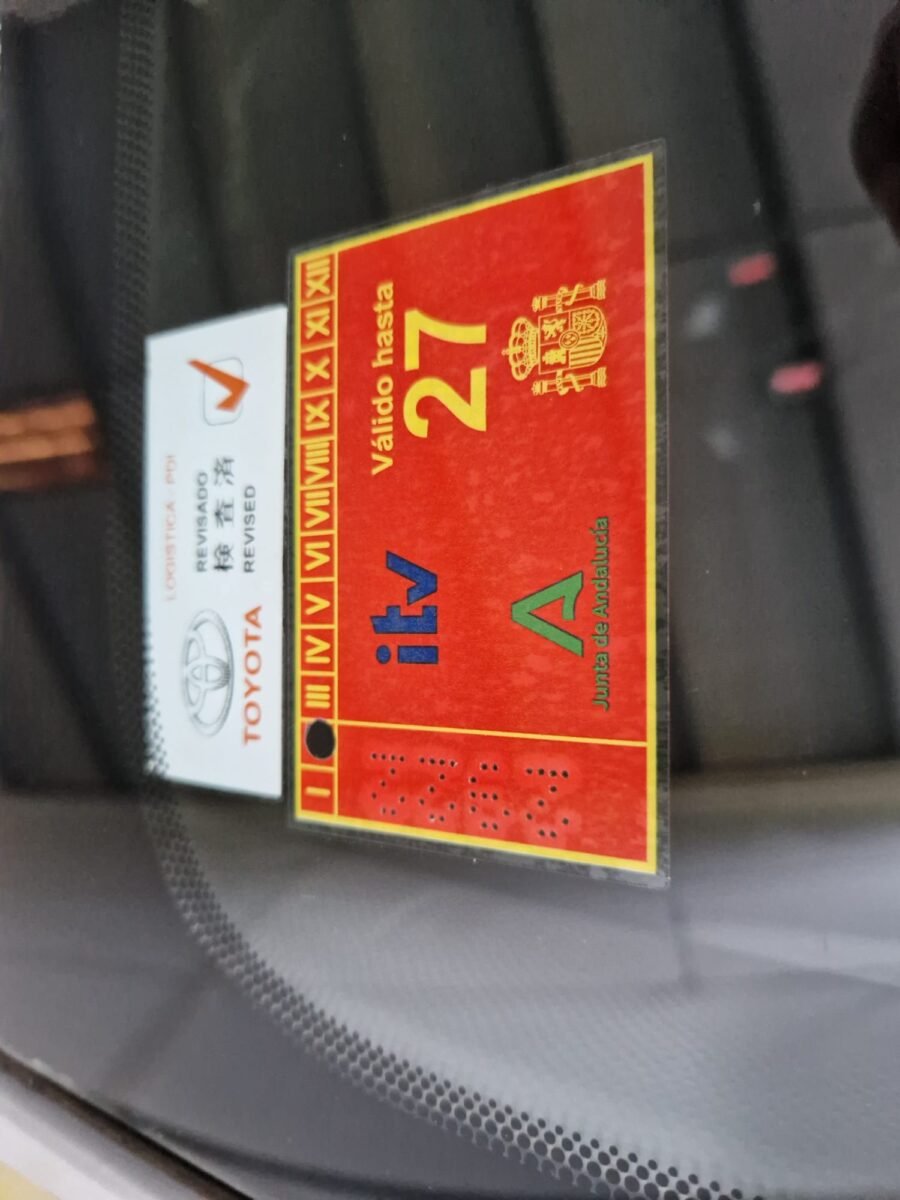 LOGISTICA - PDI
REVISADO
検査済
REVISED
TOYOTA
I III IV V VI VII VIII IX X XI XII
itv Válido hasta
27
Junta de Andalucía